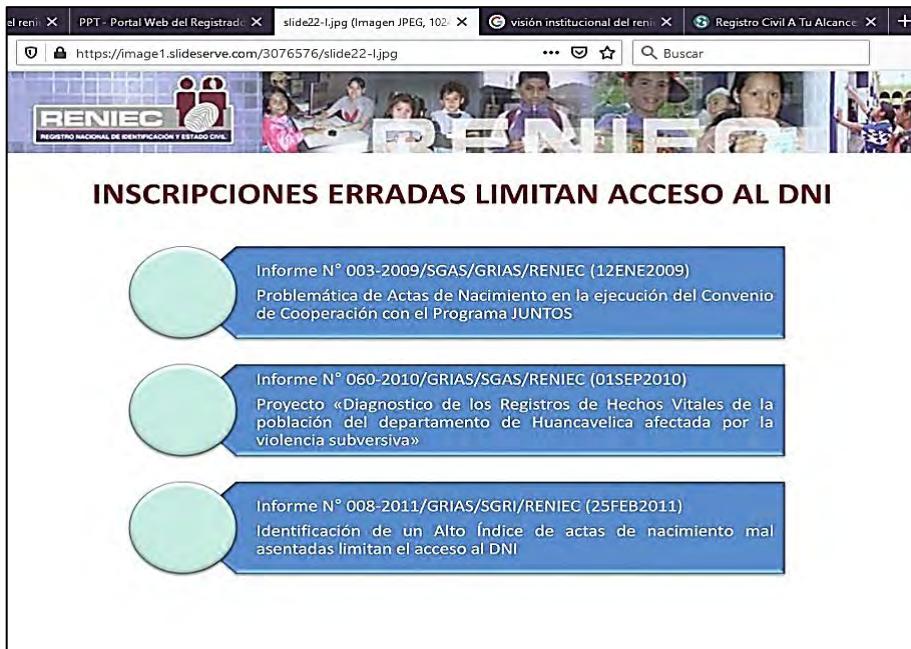 el reni
PPT - Portal Web del Registrado
slide22-l.jpg (Imagen JPEG, 102
visión institucional del reni
Registro Civil A Tu Alcance
https://image1.slideserve.com/3076576/slide22-l.jpg
Buscar
RENIEC
REGISTRO NACIONAL DE IDENTIFICACIÓN Y ESTADO CIVIL
RENIEC
INSCRIPCIONES ERRADAS LIMITAN ACCESO AL DNI
Informe N° 003-2009/SGAS/GRIAS/RENIEC (12ENE2009)
Problemática de Actas de Nacimiento en la ejecución del Convenio
de Cooperación con el Programa JUNTOS
Informe N° 060-2010/GRIAS/SGAS/RENIEC (01SEP2010)
Proyecto «Diagnostico de los Registros de Hechos Vitales de la
población del departamento de Huancavelica afectada por la
violencia subversiva»
Informe N° 008-2011/GRIAS/SGRI/RENIEC (25FEB2011)
Identificación de un Alto Índice de actas de nacimiento mal
asentadas limitan el acceso al DNI